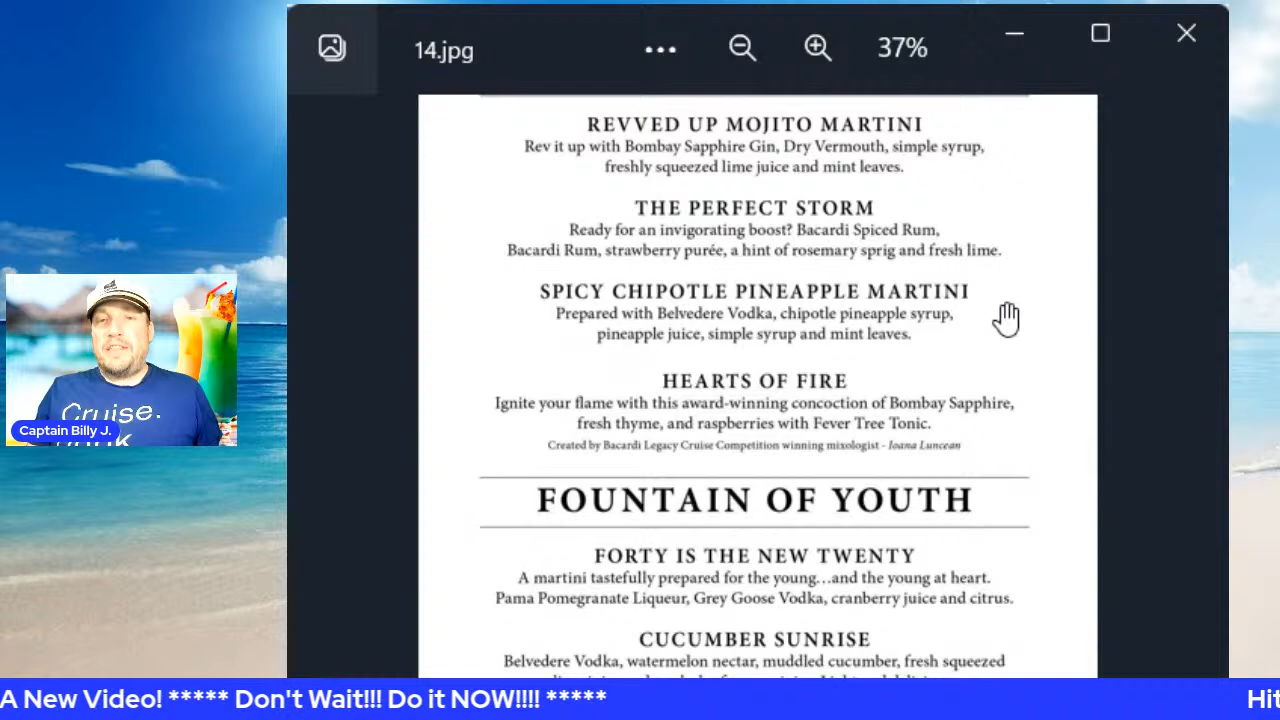 14.jpg
37%
REVVED UP MOJITO MARTINI
Rev it up with Bombay Sapphire Gin, Dry Vermouth, simple syrup,
freshly squeezed lime juice and mint leaves.
THE PERFECT STORM
Ready for an invigorating boost? Bacardi Spiced Rum,
Bacardi Rum, strawberry purée, a hint of rosemary sprig and fresh lime.
SPICY CHIPOTLE PINEAPPLE MARTINI
Prepared with Belvedere Vodka, chipotle pineapple syrup,
pineapple juice, simple syrup and mint leaves.
HEARTS OF FIRE
Ignite your flame with this award-winning concoction of Bombay Sapphire,
fresh thyme, and raspberries with Fever Tree Tonic.
Created by Bacardi Legacy Cruise Competition winning mixologist - Ioana Luncean
FOUNTAIN OF YOUTH
FORTY IS THE NEW TWENTY
A martini tastefully prepared for the young…and the young at heart.
Pama Pomegranate Liqueur, Grey Goose Vodka, cranberry juice and citrus.
CUCUMBER SUNRISE
Belvedere Vodka, watermelon nectar, muddled cucumber, fresh squeezed
Cruise.
Captain Billy J.
A New Video! ***** Don't Wait!!! Do it NOW!!!! *****
Hit